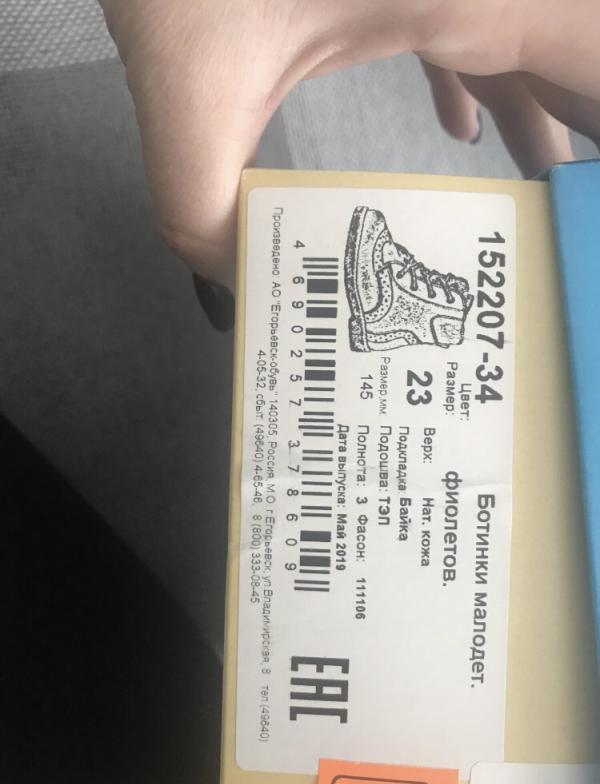 152207-34 Ботинки малодет.
Цвет: фиолетов.
Размер:
23
Верх: Нат. кожа
Подкладка: Байка
Размер,мм: Подошва: ТЭП
145 Полнота: 3 Фасон: 111106
Дата выпуска: Май 2019
4 690257 378609
EAC
Произведено: АО "Егорьевск-обувь" 140305, Россия, М.О. г.Егорьевск, ул.Владимирская, 8 тел (49640)
4-05-32, сбыт. (49640) 4-65-46, 8 (800) 333-08-45